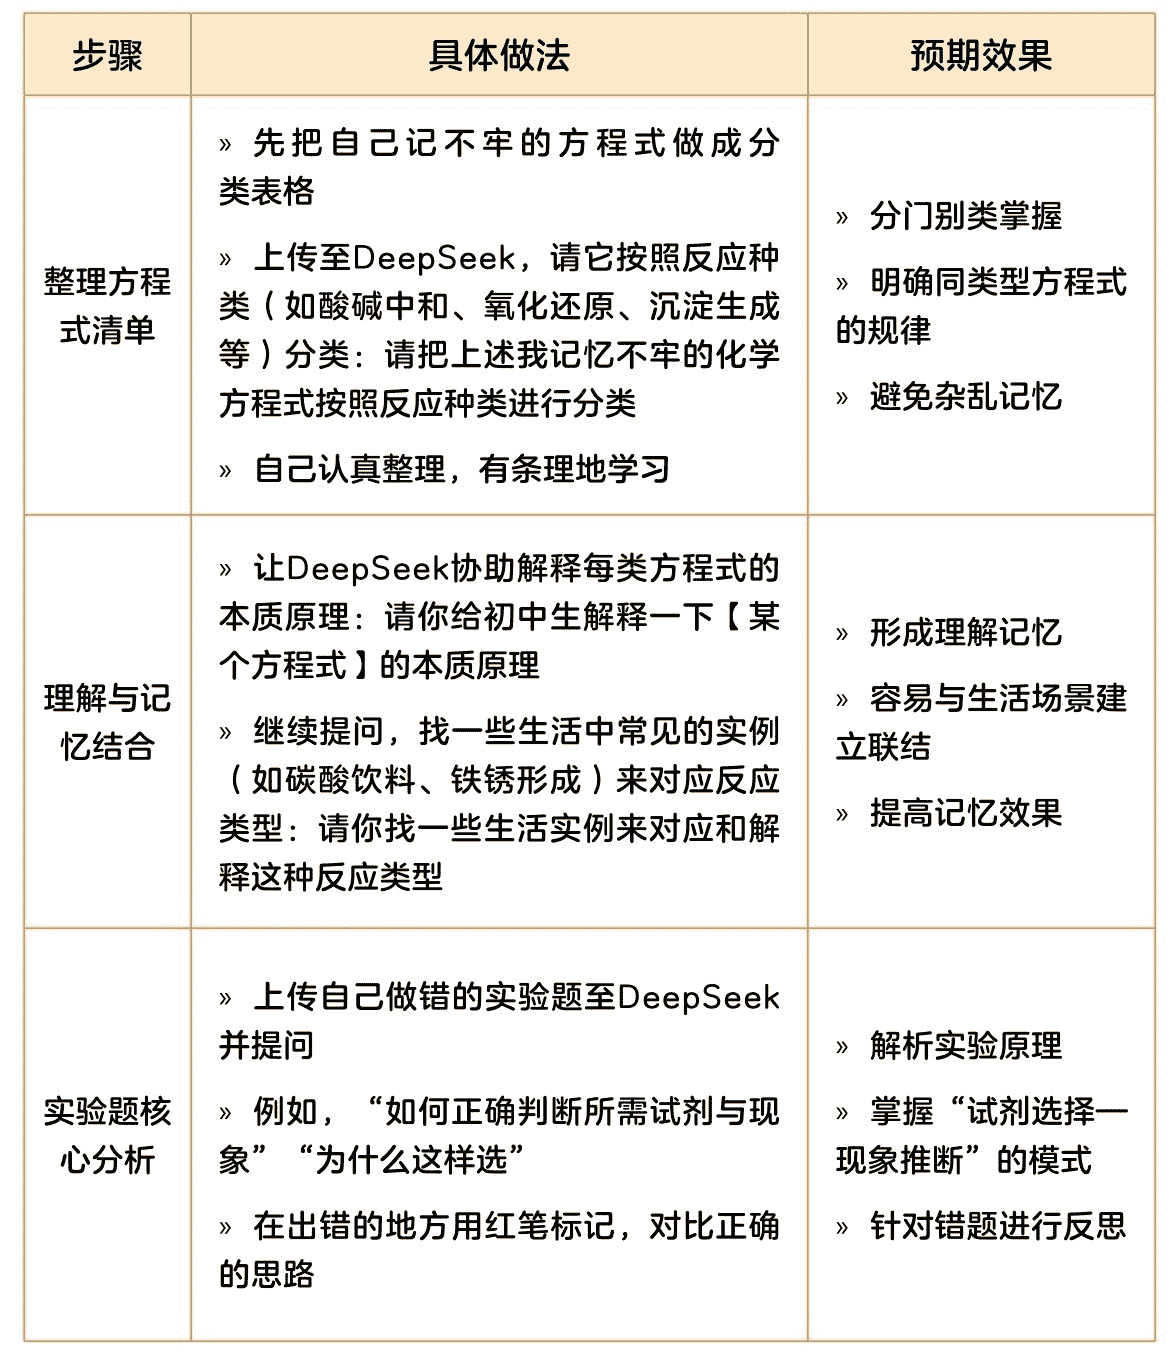 步骤
具体做法
预期效果
整理方程
式清单
» 先把自己记不牢的方程式做成分
类表格
» 上传至DeepSeek，请它按照反应种
类（如酸碱中和、氧化还原、沉淀生成
等）分类：请把上述我记忆不牢的化学
方程式按照反应种类进行分类
» 自己认真整理，有条理地学习
» 分门别类掌握
» 明确同类型方程式
的规律
» 避免杂乱记忆
理解与记
忆结合
» 让DeepSeek协助解释每类方程式的
本质原理：请你给初中生解释一下【某
个方程式】的本质原理
» 继续提问，找一些生活中常见的实例
（如碳酸饮料、铁锈形成）来对应反应
类型：请你找一些生活实例来对应和解
释这种反应类型
» 形成理解记忆
» 容易与生活场景建
立联结
» 提高记忆效果
实验题核
心分析
» 上传自己做错的实验题至DeepSeek
并提问
» 例如，“如何正确判断所需试剂与现
象”“为什么这样选”
» 在出错的地方用红笔标记，对比正确
的思路
» 解析实验原理
» 掌握“试剂选择—
现象推断”的模式
» 针对错题进行反思